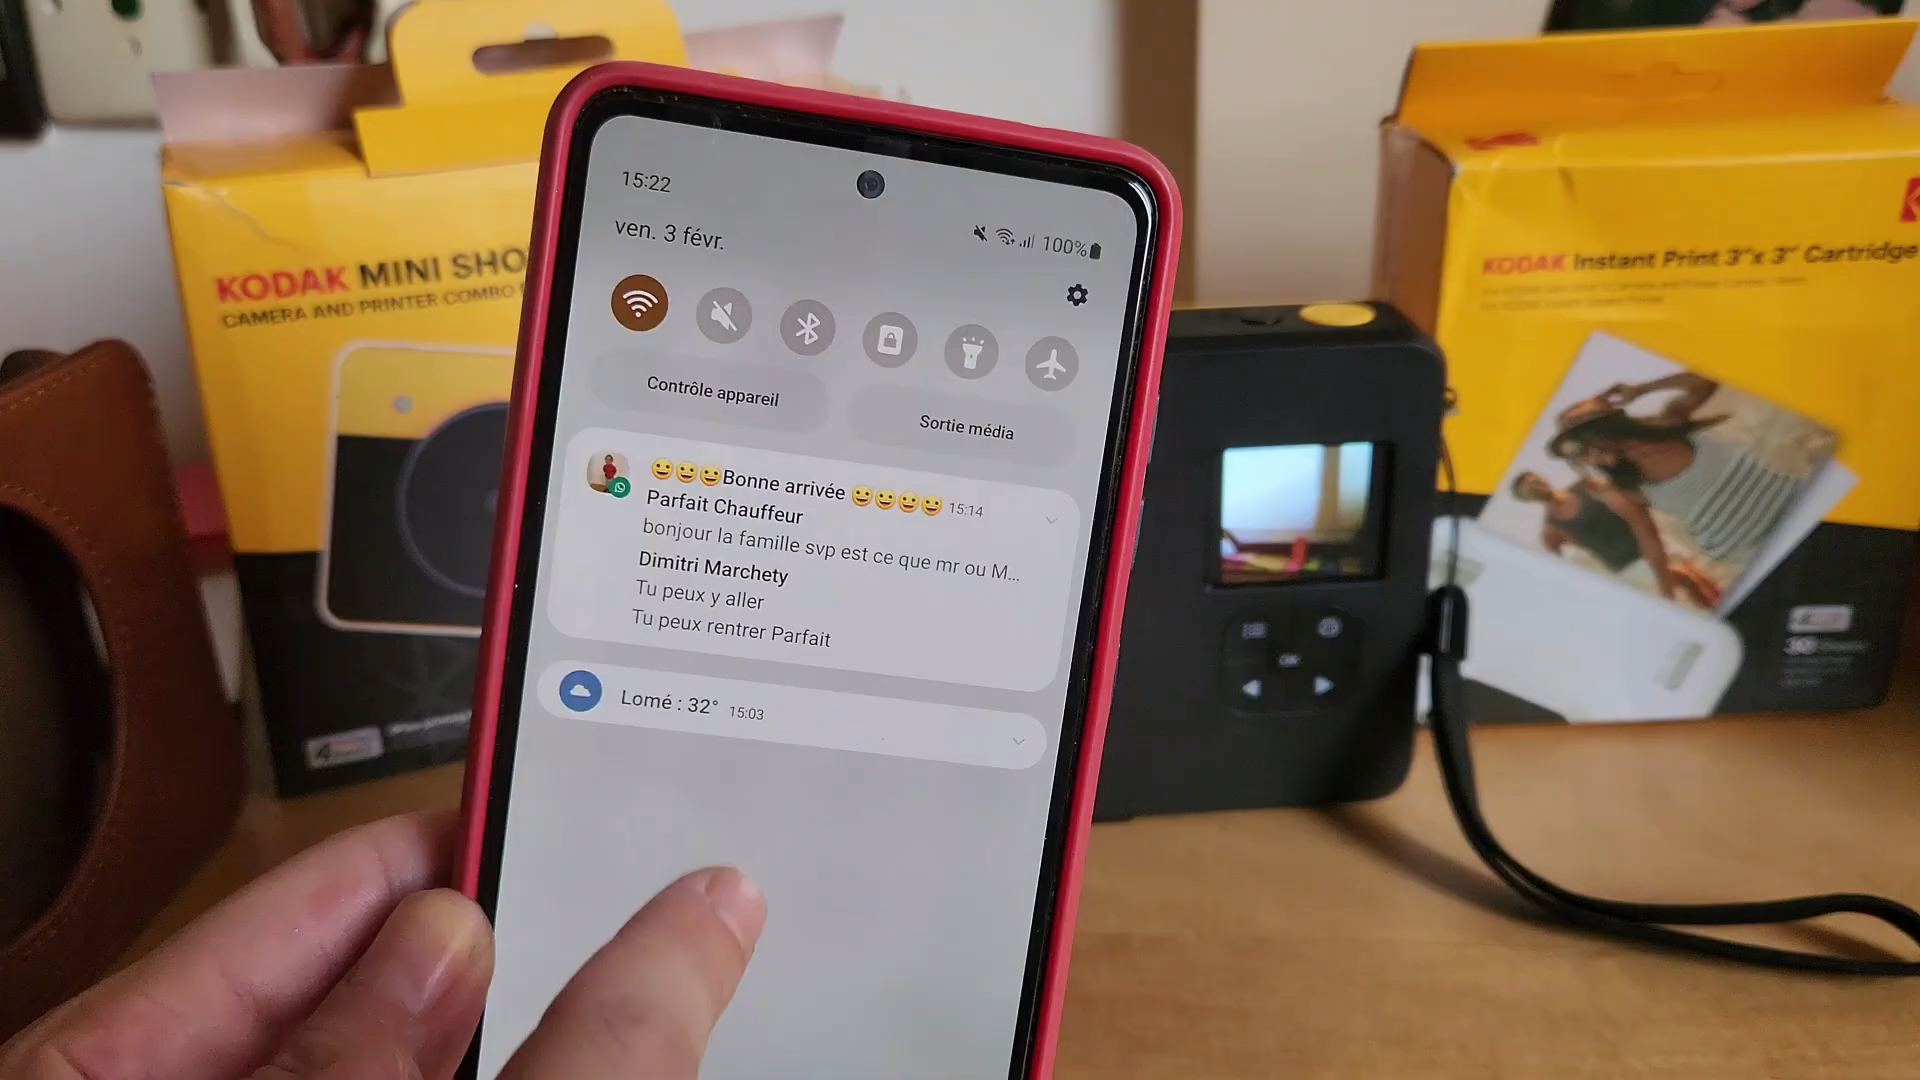 15:22
ven. 3 févr.
100%
Contrôle appareil
Sortie média
😀😀😀Bonne arrivée 😀😀😀😀 15:14
Parfait Chauffeur
bonjour la famille svp est ce que mr ou M...
Dimitri Marchety
Tu peux y aller
Tu peux rentrer Parfait
Lomé : 32° 15:03
KODAK MINI SHO
CAMERA AND PRINTER COMBO
KODAK Instant Print 3"x 3" Cartridge
OK